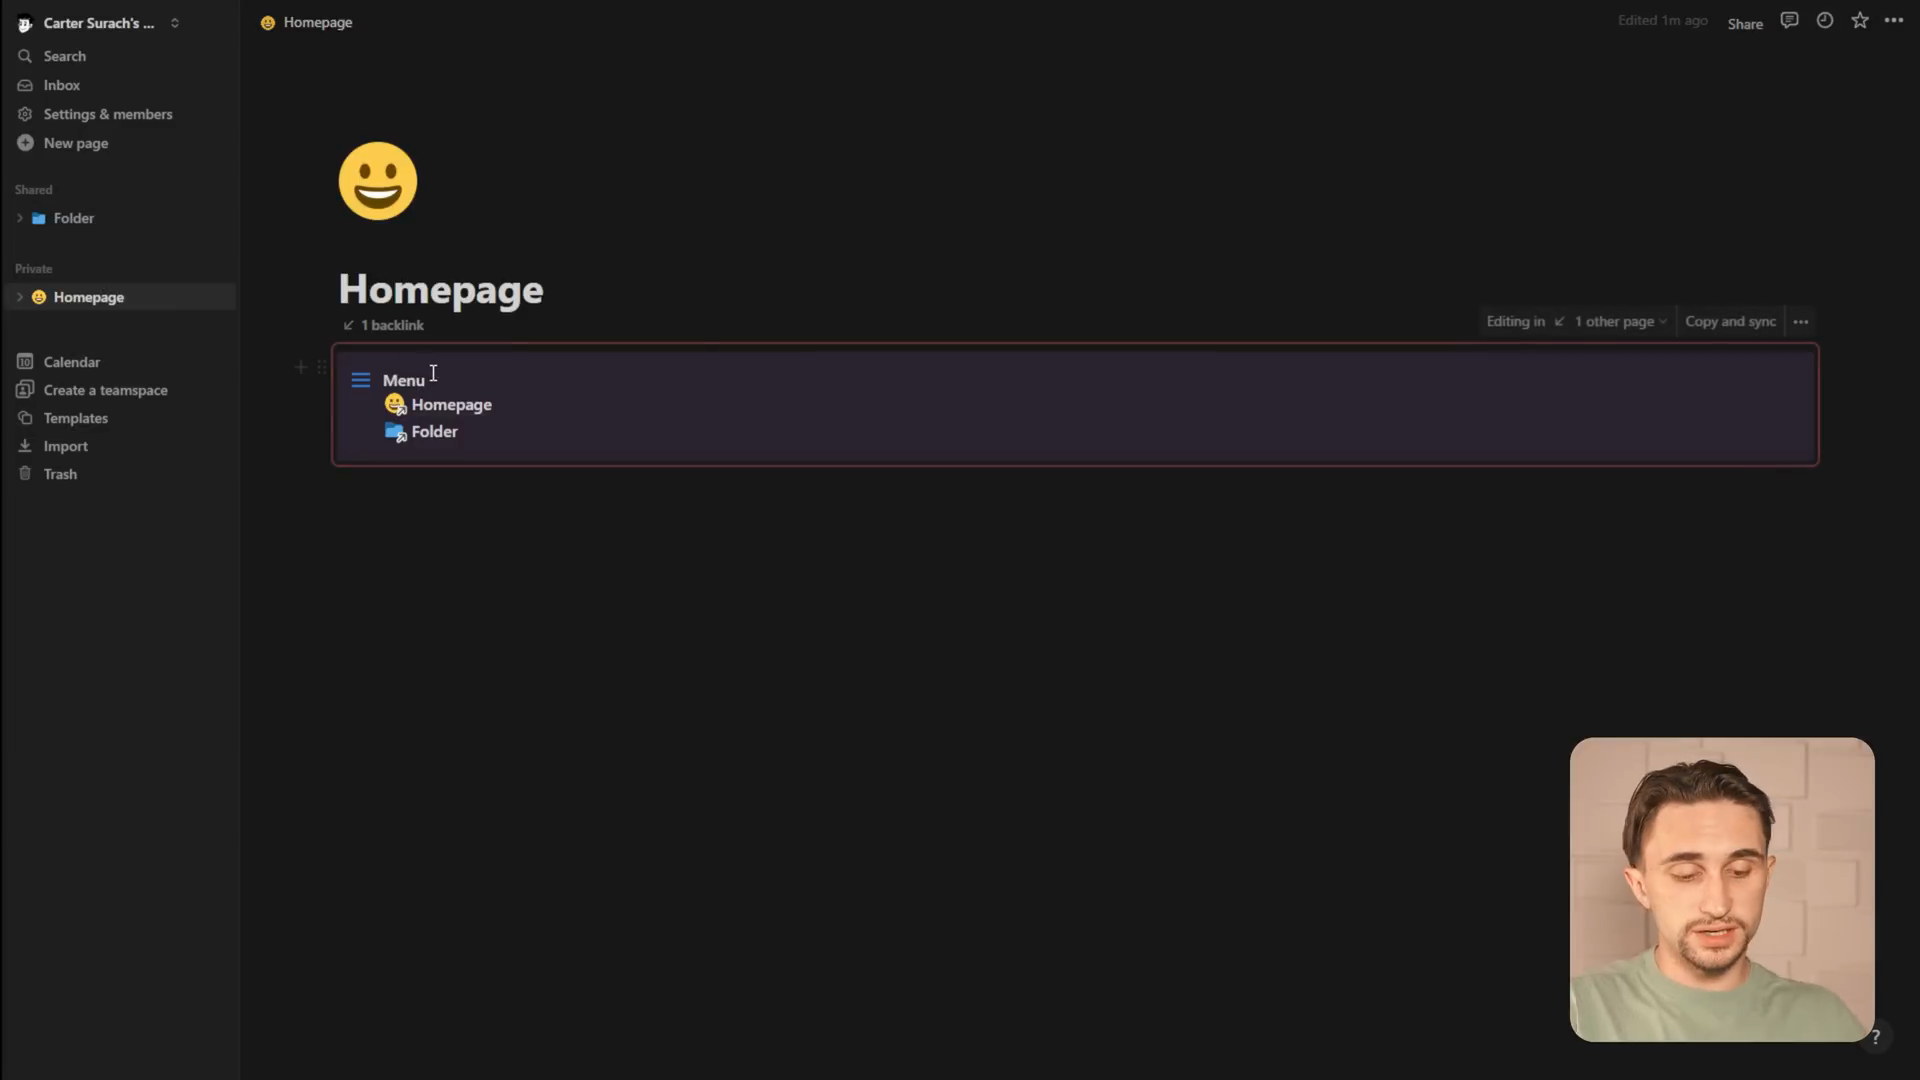 Carter Surach's ...
Search
Inbox
Settings & members
New page
Shared
Folder
Private
Homepage
Calendar
Create a teamspace
Templates
Import
Trash
Homepage
Edited 1m ago
Share
Homepage
1 backlink
Editing in 1 other page
Copy and sync
Menu
Homepage
Folder
?